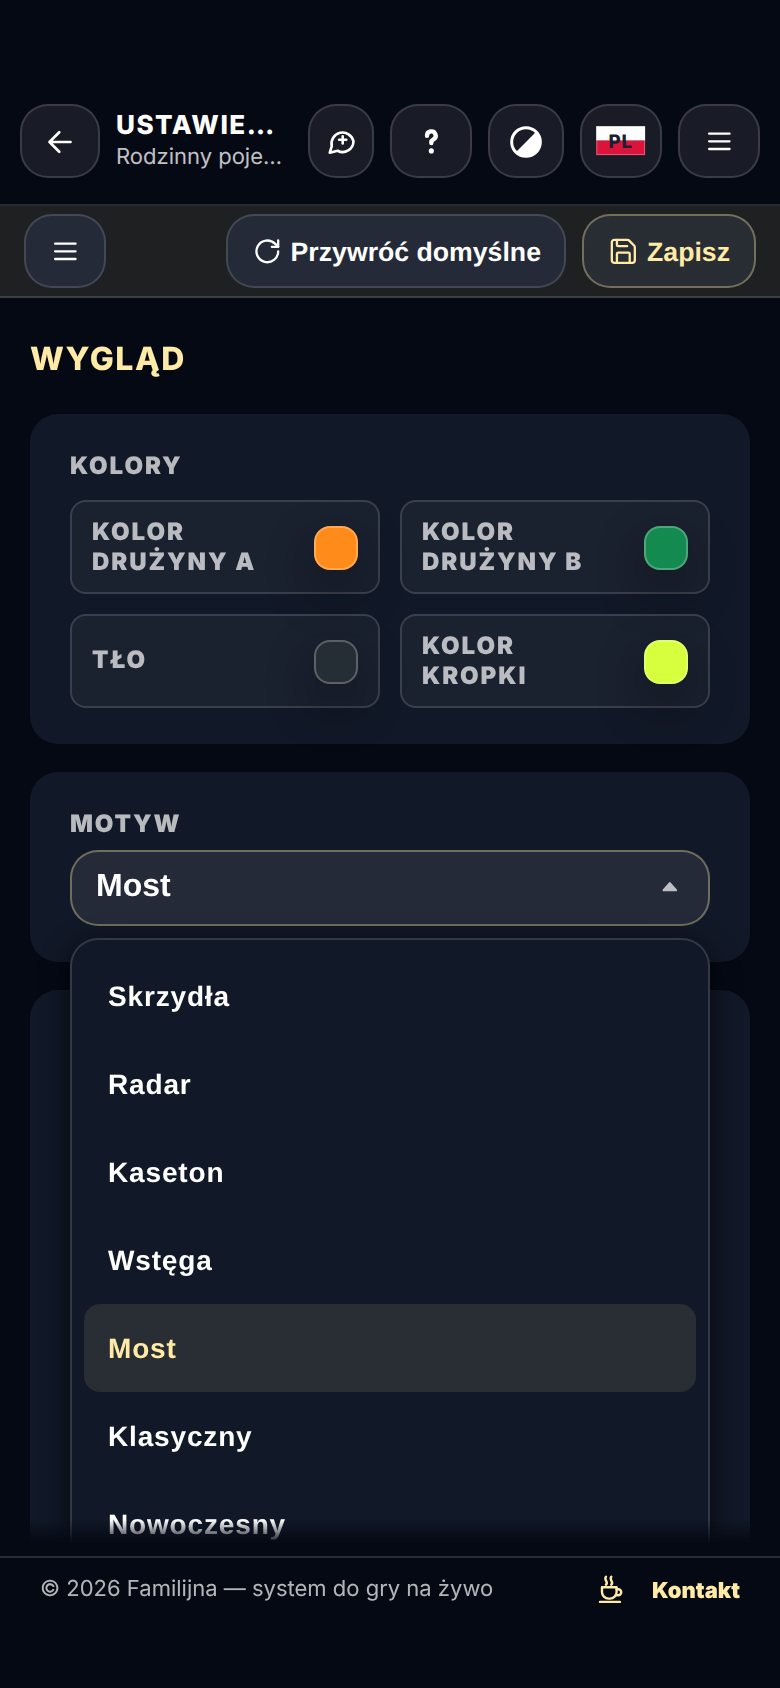 USTAWIE...
Rodzinny poje...
?
PL
Przywróć domyślne
Zapisz
WYGLĄD
KOLORY
KOLOR DRUŻYNY A
KOLOR DRUŻYNY B
TŁO
KOLOR KROPKI
MOTYW
Most
Skrzydła
Radar
Kaseton
Wstęga
Most
Klasyczny
Nowoczesny
© 2026 Familijna — system do gry na żywo
Kontakt